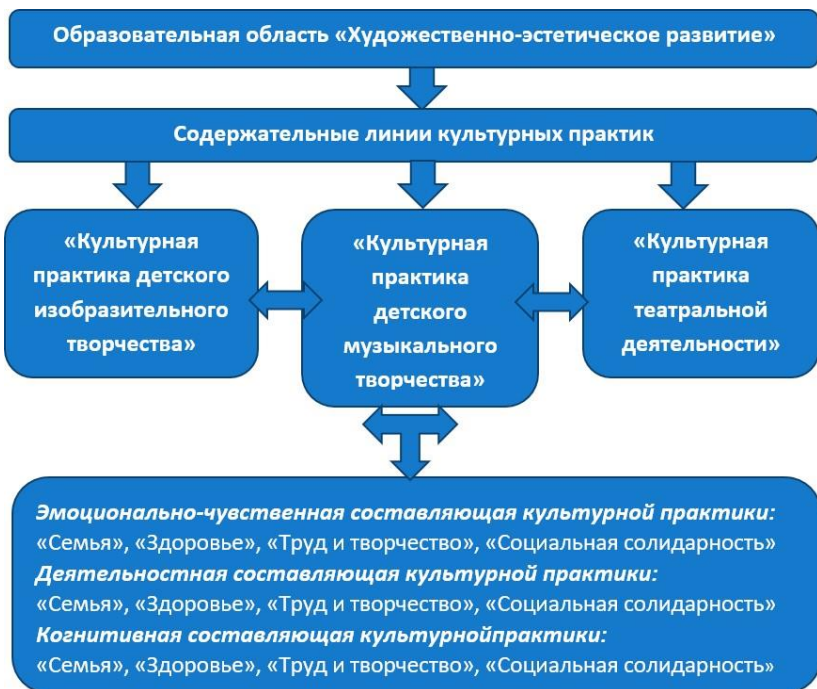 Образовательная область «Художественно-эстетическое развитие»
Содержательные линии культурных практик
«Культурная
практика детского
изобразительного
творчества»
«Культурная
практика
детского
музыкального
творчества»
«Культурная
практика
театральной
деятельности»
Эмоционально-чувственная составляющая культурной практики:
«Семья», «Здоровье», «Труд и творчество», «Социальная солидарность»
Деятельностная составляющая культурной практики:
«Семья», «Здоровье», «Труд и творчество», «Социальная солидарность»
Когнитивная составляющая культурнойпрактики:
«Семья», «Здоровье», «Труд и творчество», «Социальная солидарность»